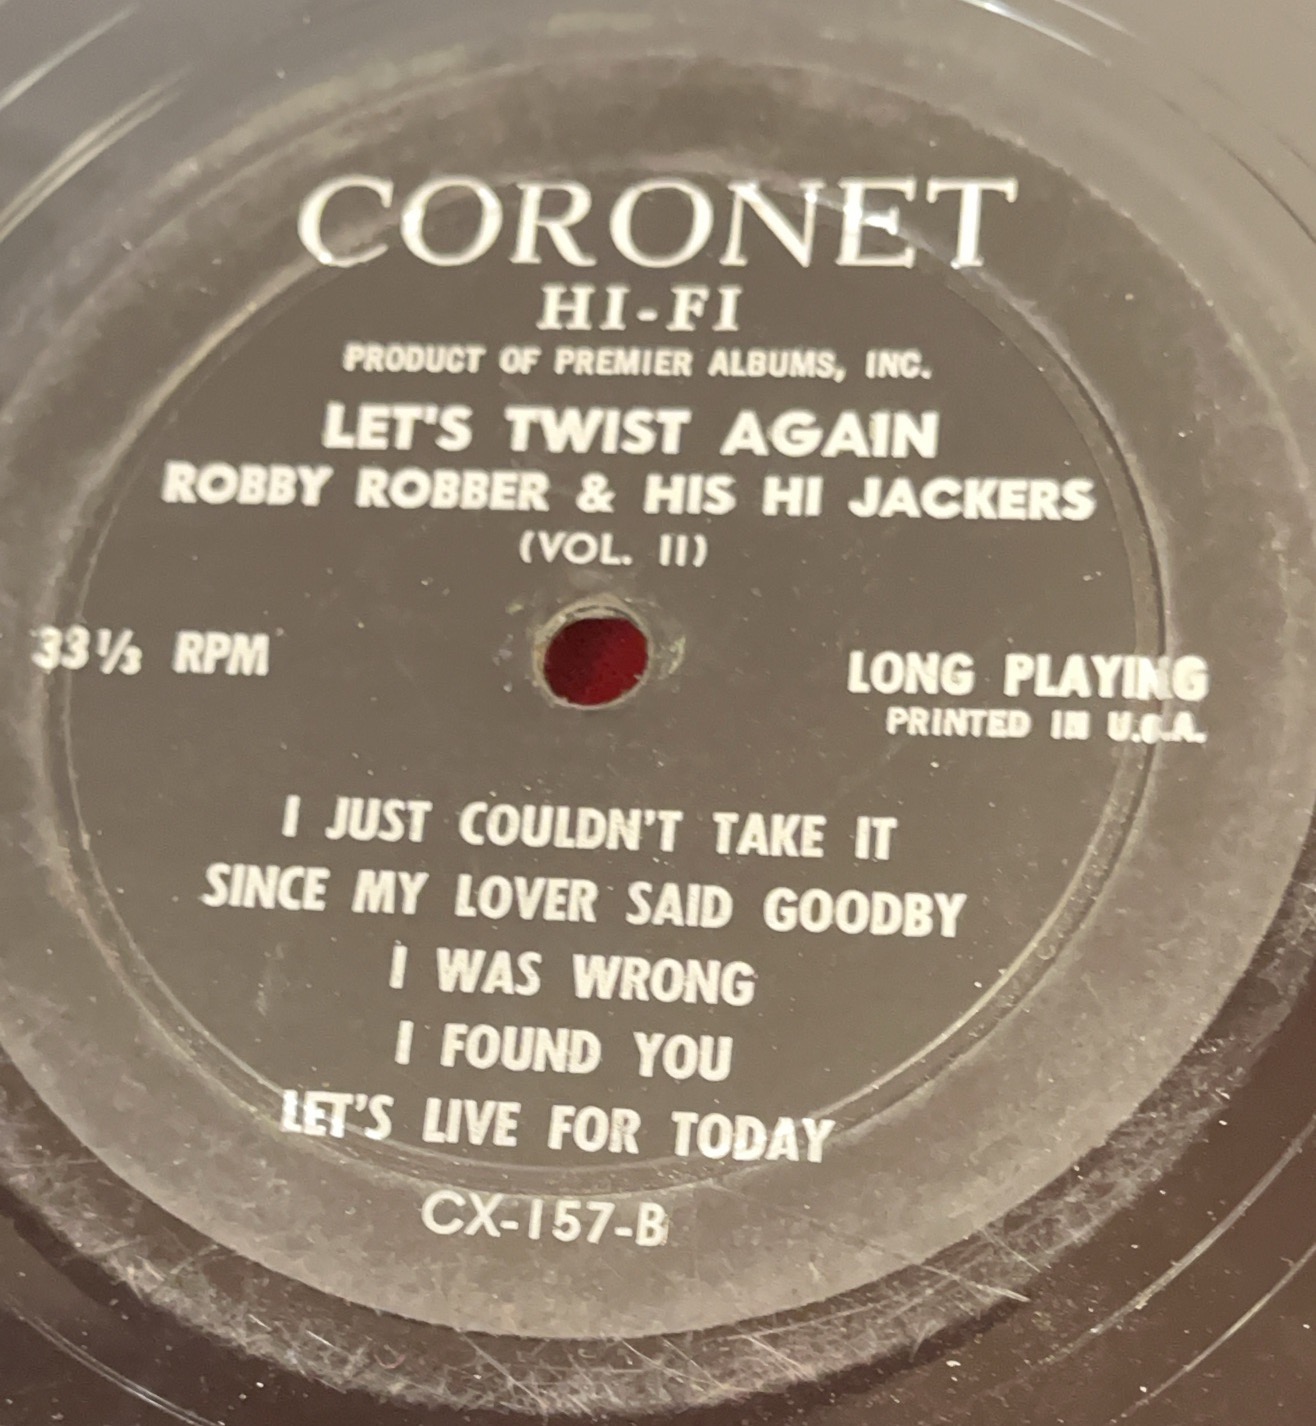 CORONET
HI-FI
PRODUCT OF PREMIER ALBUMS, INC.
LET'S TWIST AGAIN
ROBBY ROBBER & HIS HI JACKERS
(VOL. II)
33⅓ RPM
LONG PLAYING
PRINTED IN U.S.A.
I JUST COULDN'T TAKE IT
SINCE MY LOVER SAID GOODBY
I WAS WRONG
I FOUND YOU
LET'S LIVE FOR TODAY
CX-157-B